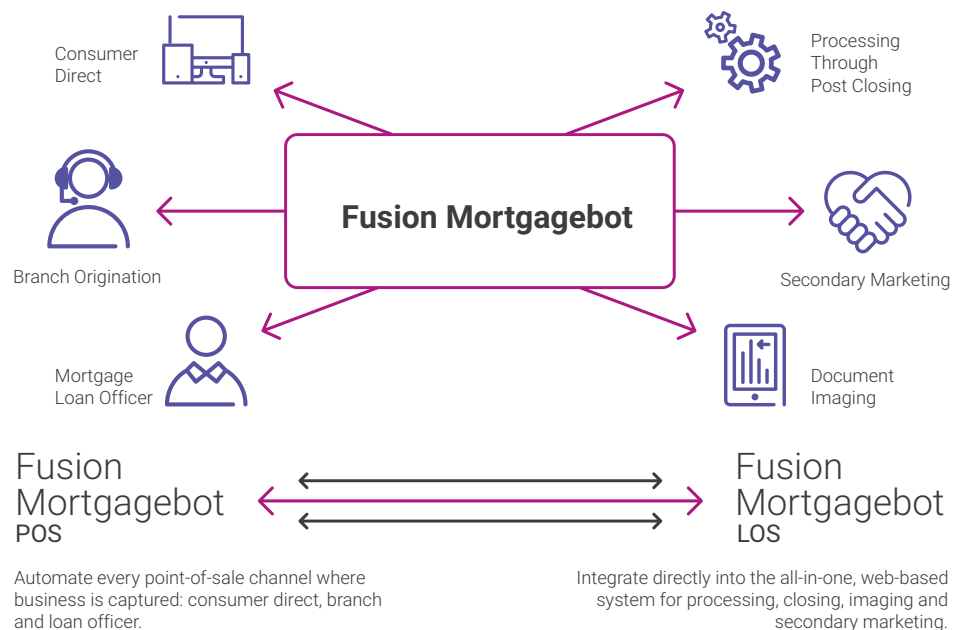 Consumer
Direct
Processing
Through
Post Closing
Fusion Mortgagebot
Branch Origination
Secondary Marketing
Mortgage
Loan Officer
Document
Imaging
Fusion
Mortgagebot
POS
Fusion
Mortgagebot
LOS
Automate every point-of-sale channel where
business is captured: consumer direct, branch
and loan officer.
Integrate directly into the all-in-one, web-based
system for processing, closing, imaging and
secondary marketing.